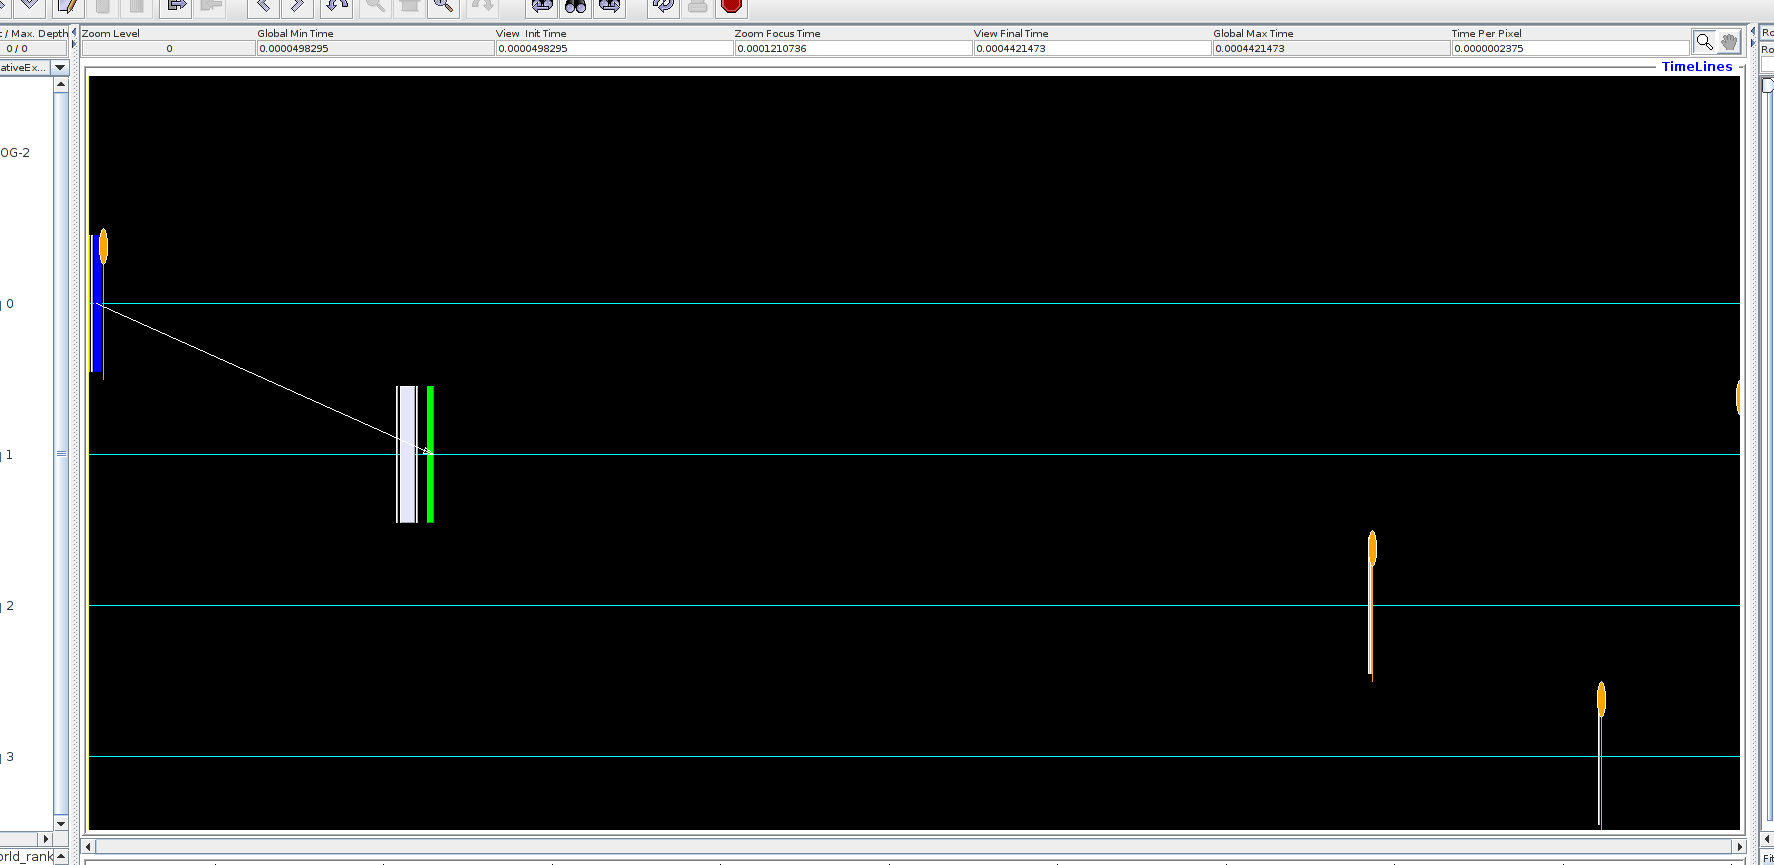 / Max. Depth
Zoom Level
Global Min Time
View Init Time
Zoom Focus Time
View Final Time
Global Max Time
Time Per Pixel
Ro
0 / 0
0
0.0000498295
0.0000498295
0.0001210736
0.0004421473
0.0004421473
0.0000002375
Ro
ativeEx...
TimeLines
OG-2
0
1
2
3
orld_rank
Fi